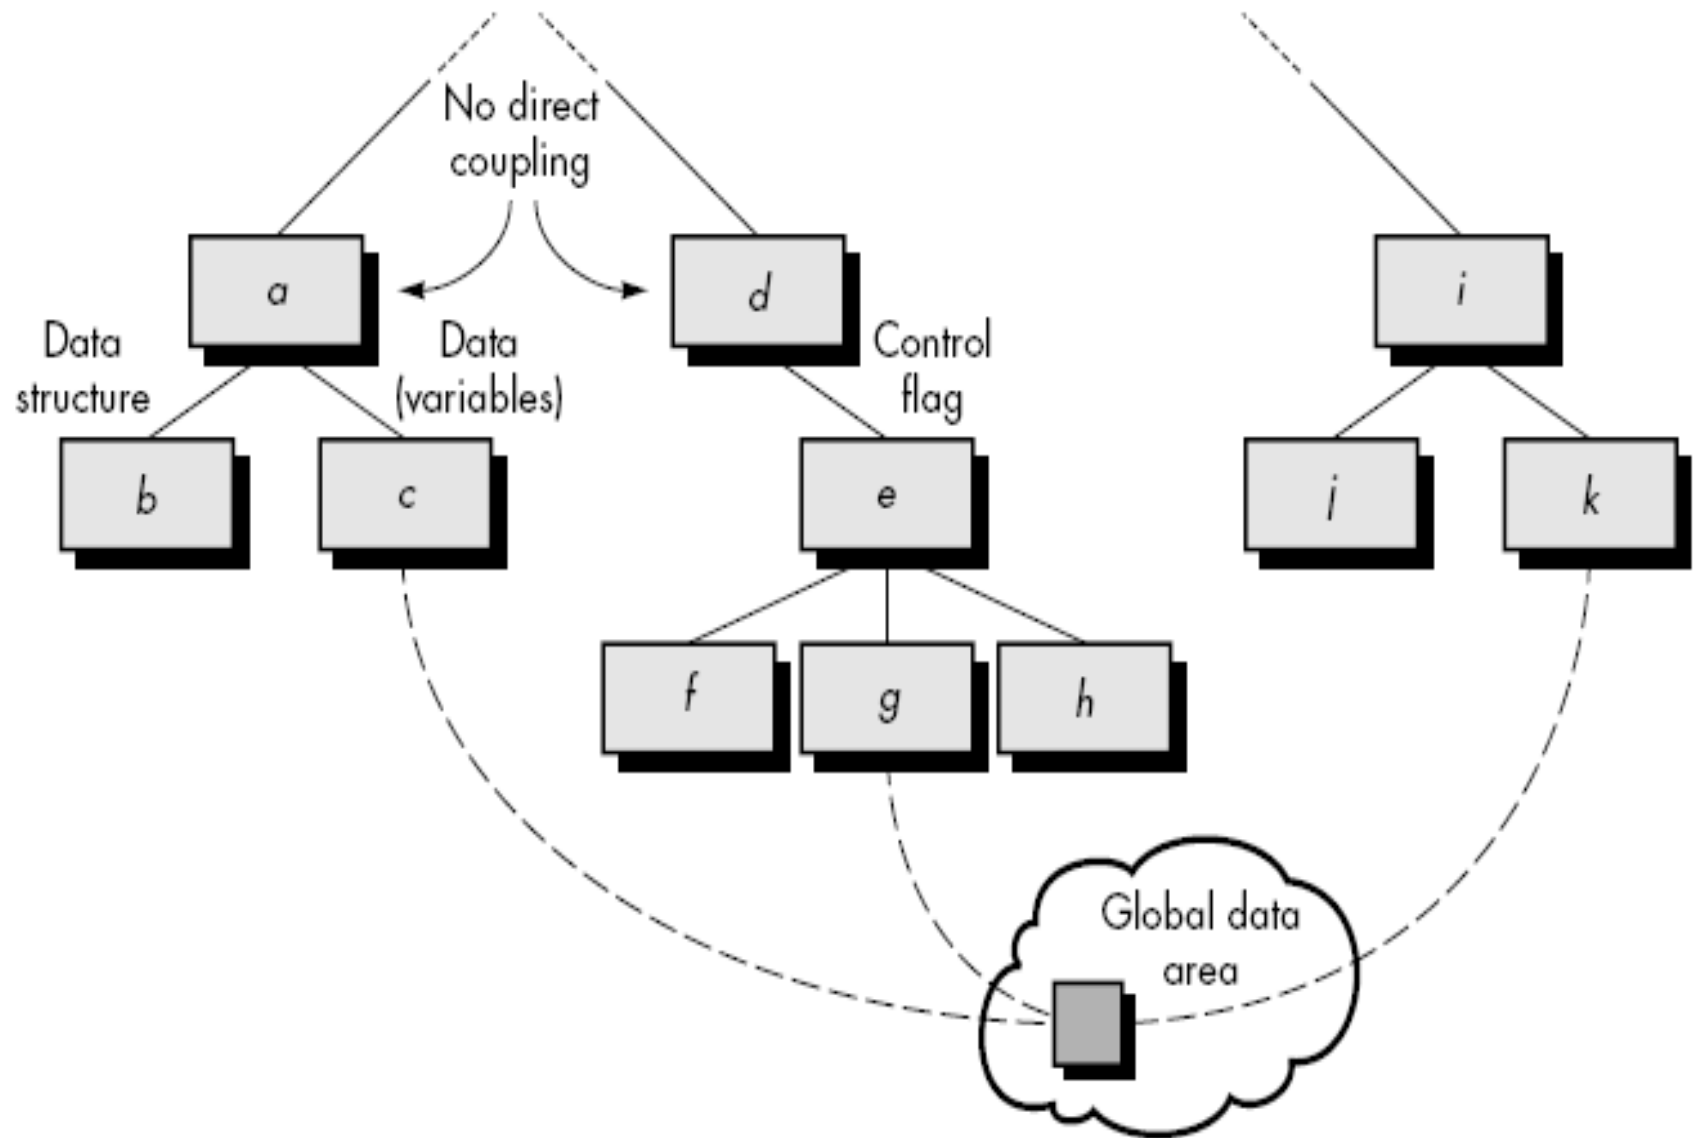 No direct
coupling
a
d
i
Data
structure
Data
(variables)
Control
flag
b
c
e
j
k
f
g
h
Global data
area